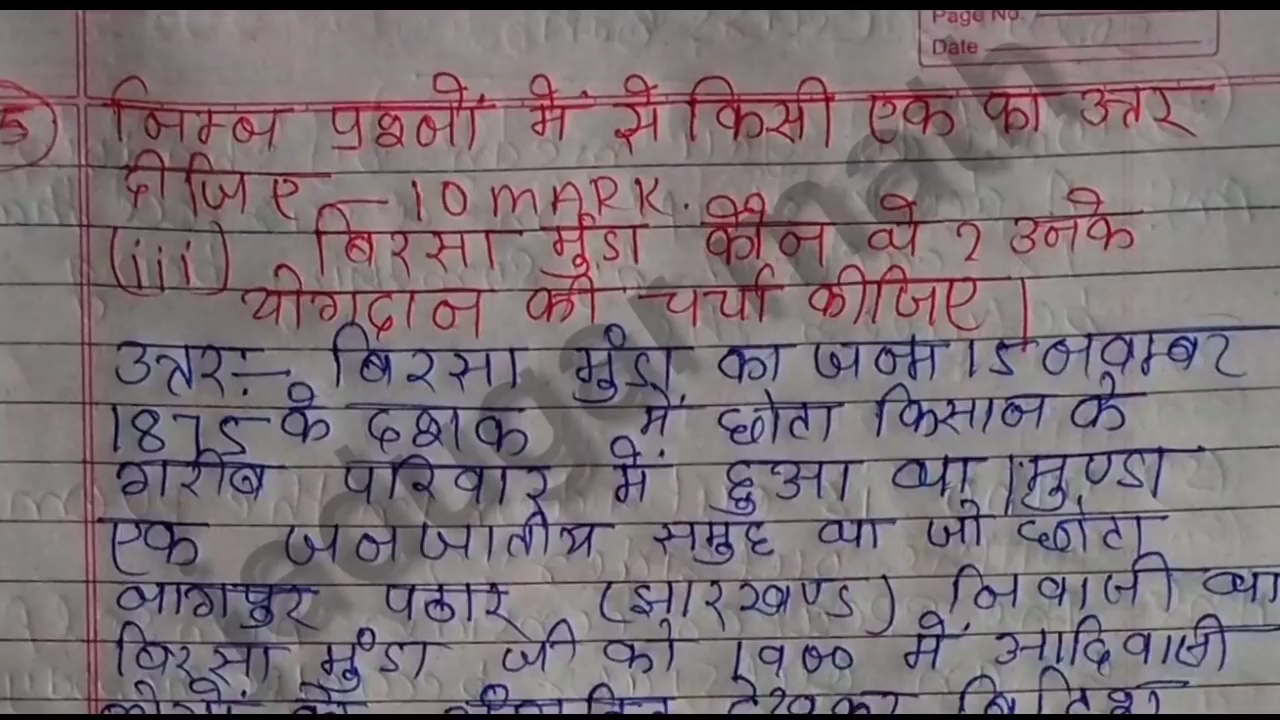 Page No.
Date
5
निम्न प्रश्नों में से किसी एक का उत्तर
दीजिए - 10 MARK.
(iii) बिरसा मुंडा कौन थे ? उनके
योगदान की चर्चा कीजिए।
उत्तर:- बिरसा मुंडा का जन्म 15 नवम्बर
1875 के दशक में छोटा किसान के
गरीब परिवार में हुआ था। मुण्डा
एक जनजातीय समुह था जो छोटा
नागपुर पठार (झारखण्ड) निवासी था
बिरसा मुंडा जी को 1900 में आदिवासी